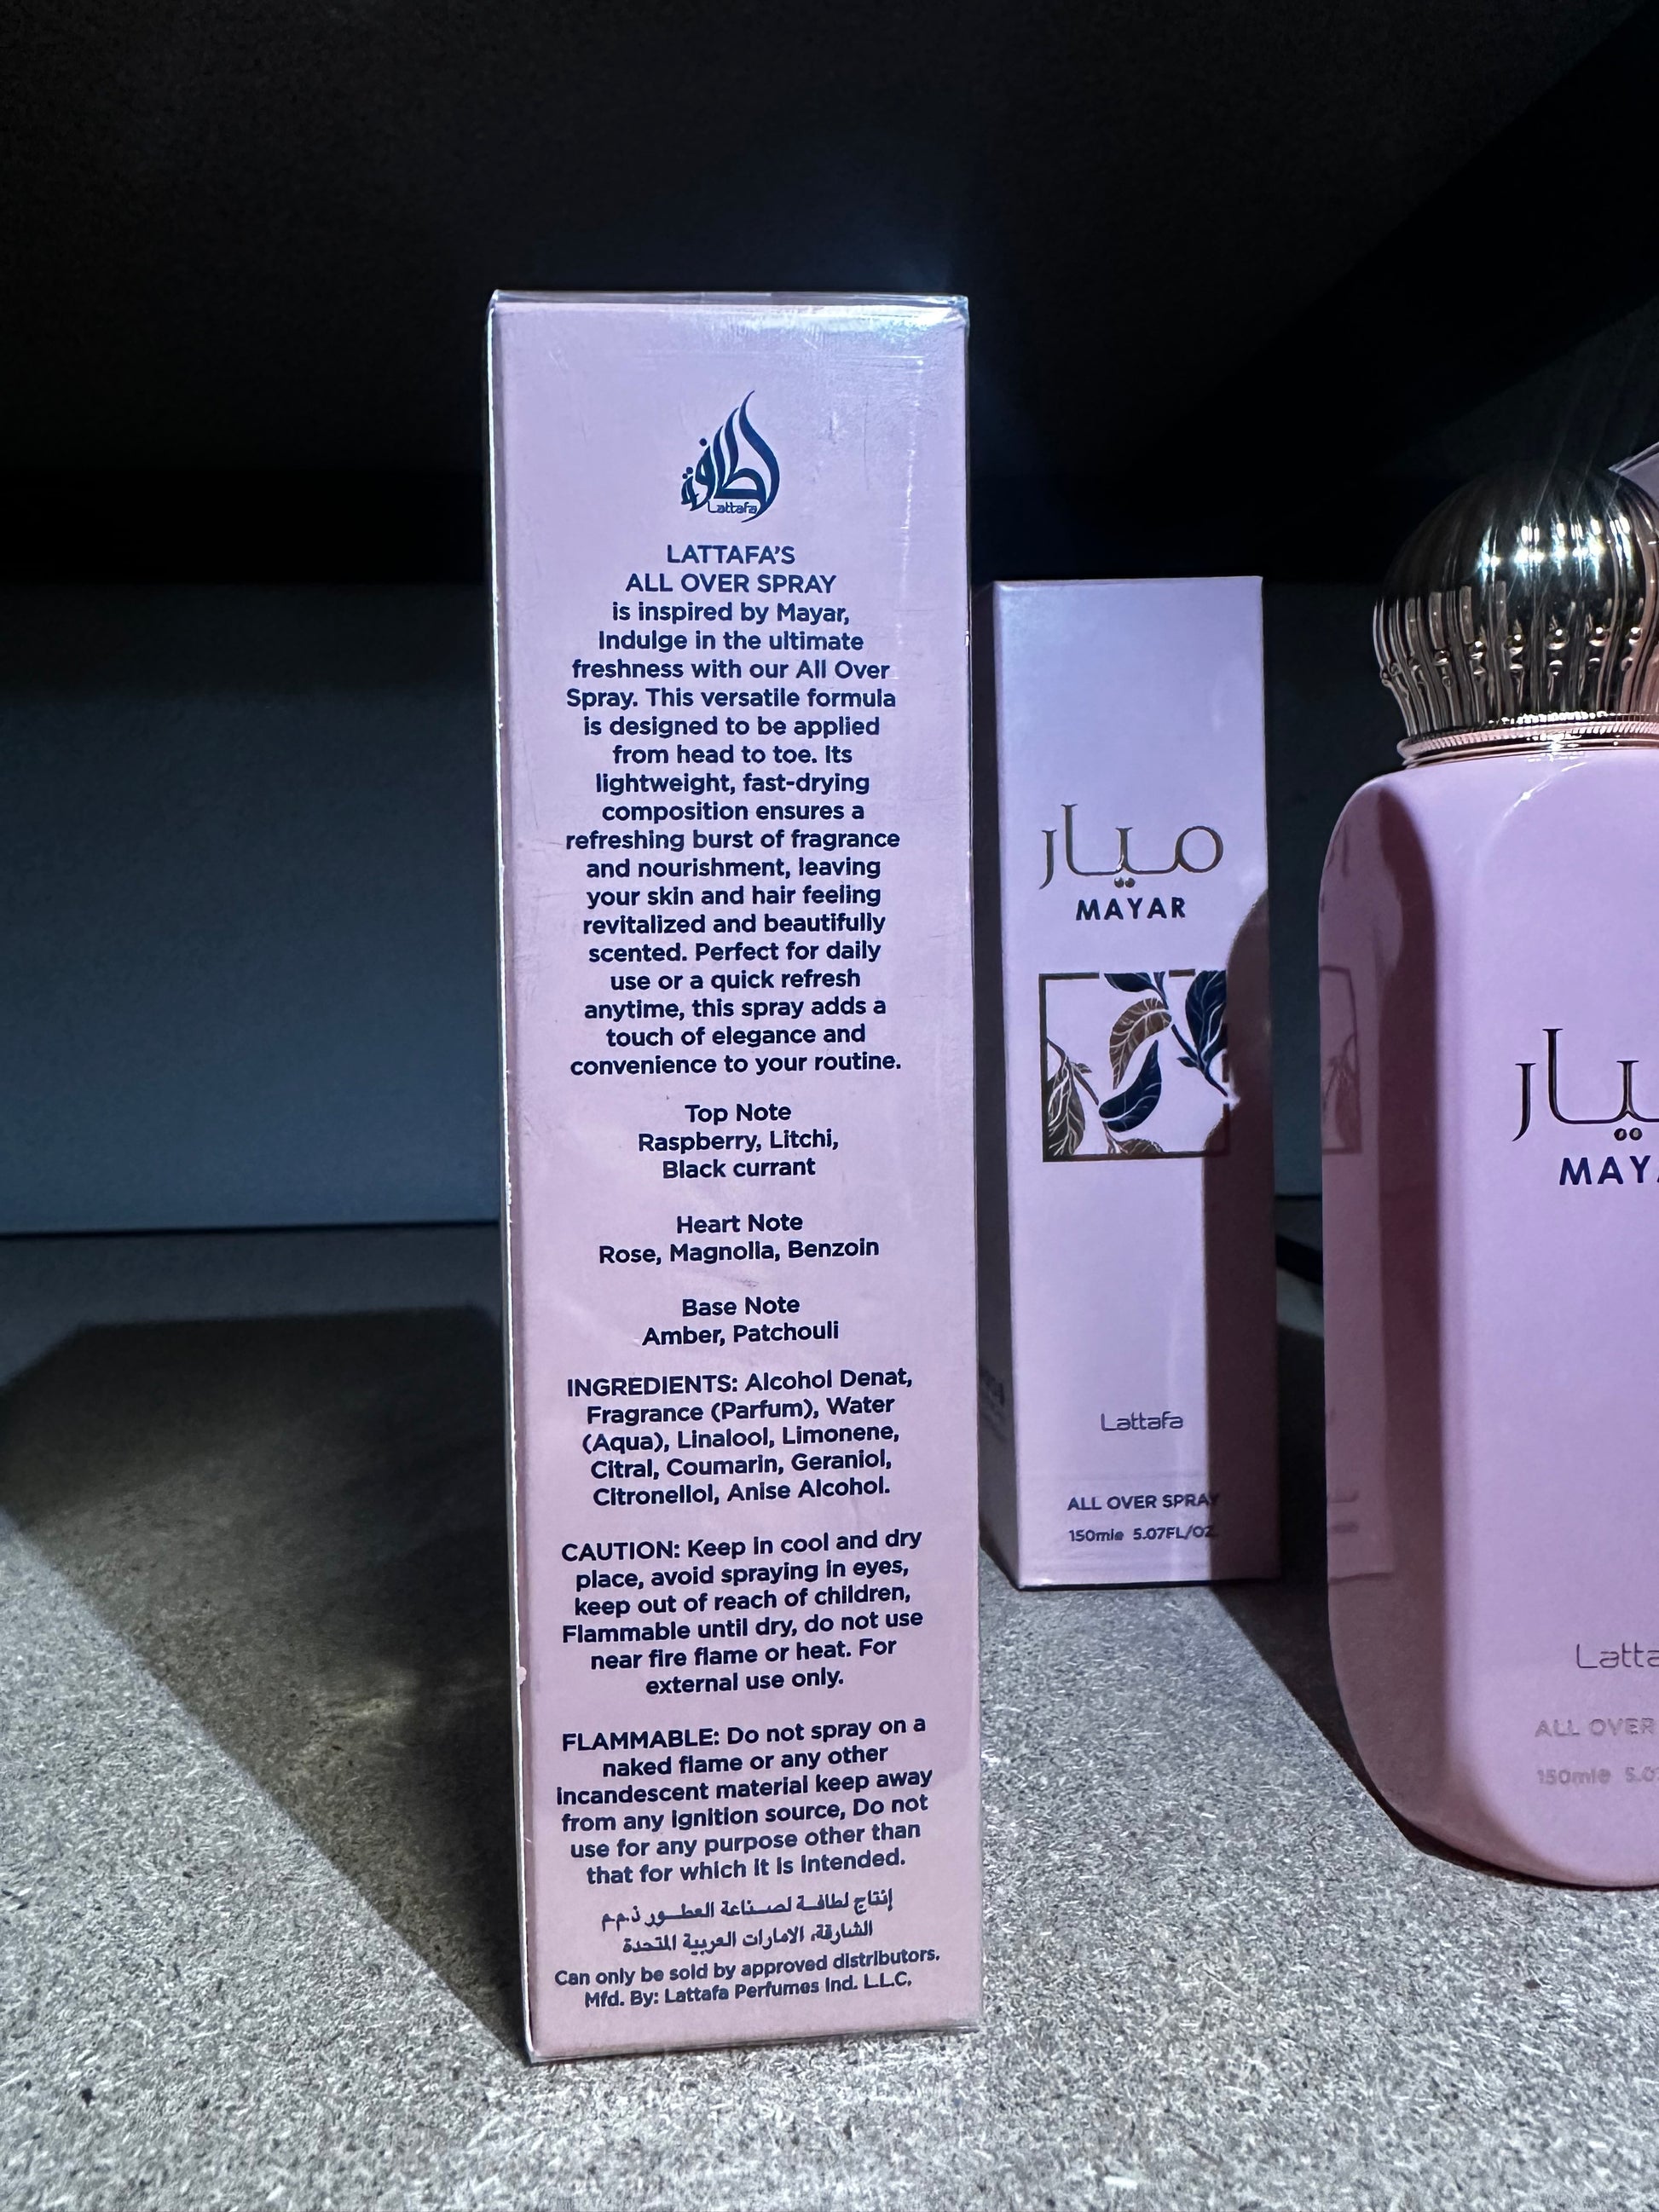 لطافة
Lattafa
LATTAFA'S
ALL OVER SPRAY
is inspired by Mayar,
Indulge in the ultimate
freshness with our All Over
Spray. This versatile formula
is designed to be applied
from head to toe. Its
lightweight, fast-drying
composition ensures a
refreshing burst of fragrance
and nourishment, leaving
your skin and hair feeling
revitalized and beautifully
scented. Perfect for daily
use or a quick refresh
anytime, this spray adds a
touch of elegance and
convenience to your routine.
Top Note
Raspberry, Litchi,
Black currant
Heart Note
Rose, Magnolia, Benzoin
Base Note
Amber, Patchouli
INGREDIENTS: Alcohol Denat,
Fragrance (Parfum), Water
(Aqua), Linalool, Limonene,
Citral, Coumarin, Geraniol,
Citronellol, Anise Alcohol.
CAUTION: Keep in cool and dry
place, avoid spraying in eyes,
keep out of reach of children,
Flammable until dry, do not use
near fire flame or heat. For
external use only.
FLAMMABLE: Do not spray on a
naked flame or any other
incandescent material keep away
from any ignition source, Do not
use for any purpose other than
that for which it is intended.
إنتاج لطافة لصناعة العطور ذ.م.م
الشارقة، الامارات العربية المتحدة
Can only be sold by approved distributors.
Mfd. By: Lattafa Perfumes Ind. L.L.C.
ميار
MAYAR
Lattafa
ALL OVER SPRAY
150ml℮ 5.07FL/OZ
يار
MAYA
Latta
ALL OVER
150ml℮ 5.0